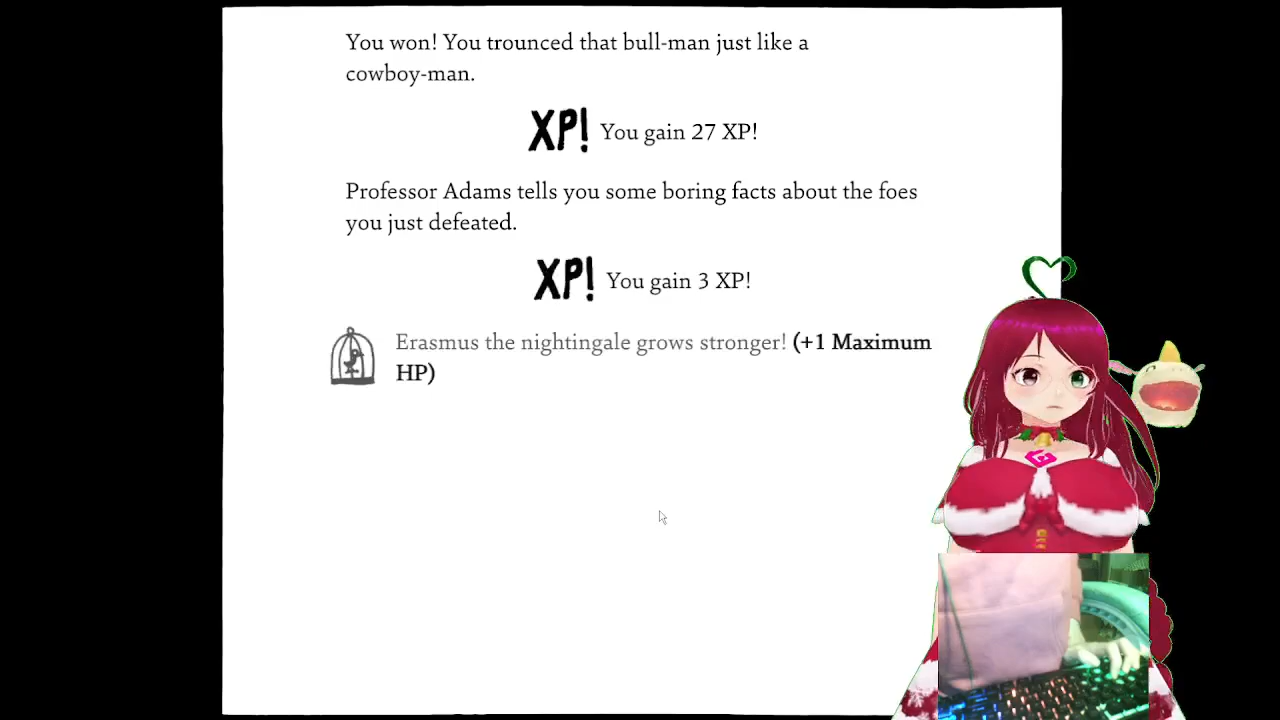 You won! You trounced that bull-man just like a
cowboy-man.
XP! You gain 27 XP!
Professor Adams tells you some boring facts about the foes
you just defeated.
XP! You gain 3 XP!
Erasmus the nightingale grows stronger! (+1 Maximum
HP)